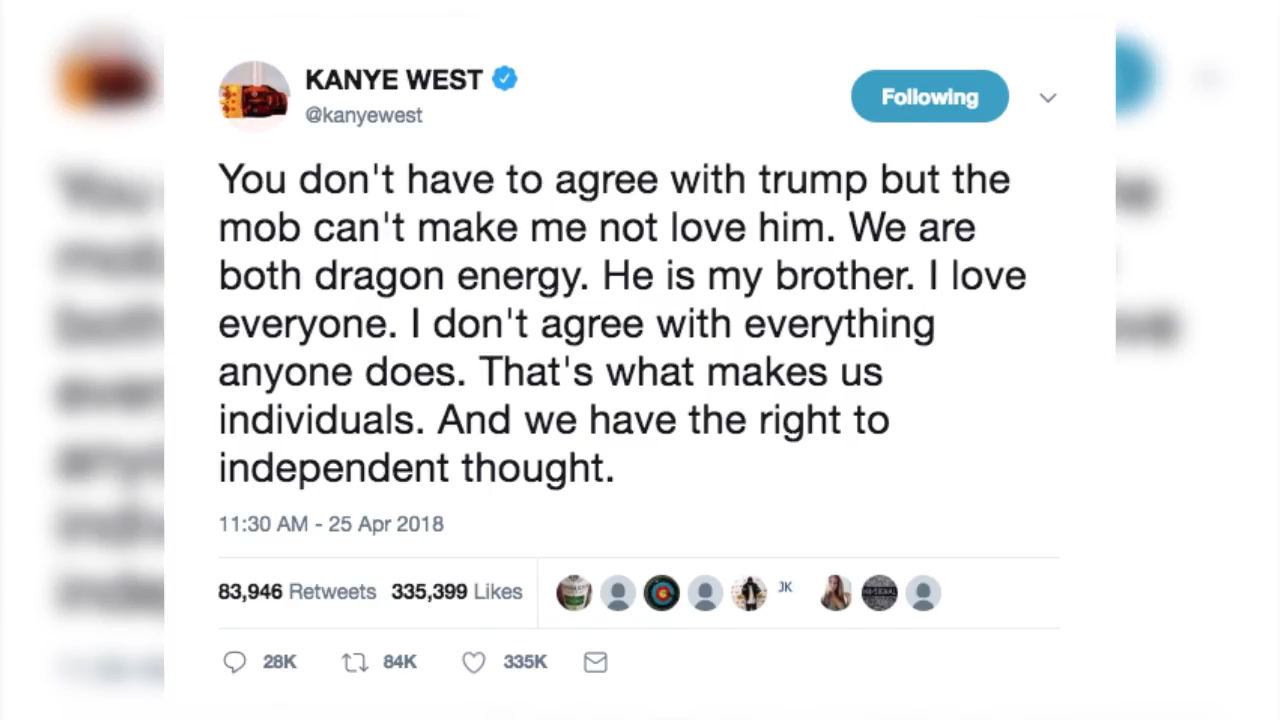 KANYE WEST
@kanyewest
Following
You don't have to agree with trump but the
mob can't make me not love him. We are
both dragon energy. He is my brother. I love
everyone. I don't agree with everything
anyone does. That's what makes us
individuals. And we have the right to
independent thought.
11:30 AM - 25 Apr 2018
83,946 Retweets 335,399 Likes
JK
28K 84K 335K